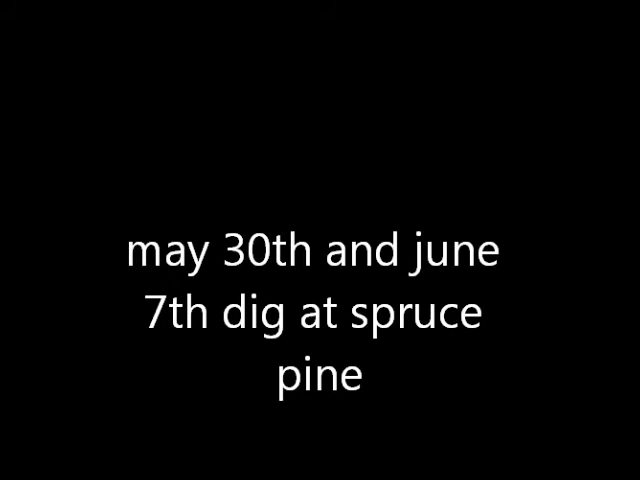 may 30th and june
7th dig at spruce
pine